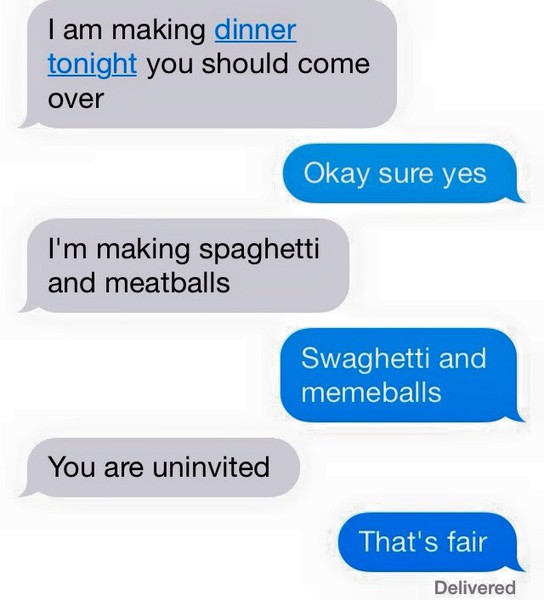 I am making dinner
tonight you should come
over
Okay sure yes
I'm making spaghetti
and meatballs
Swaghetti and
memeballs
You are uninvited
That's fair
Delivered